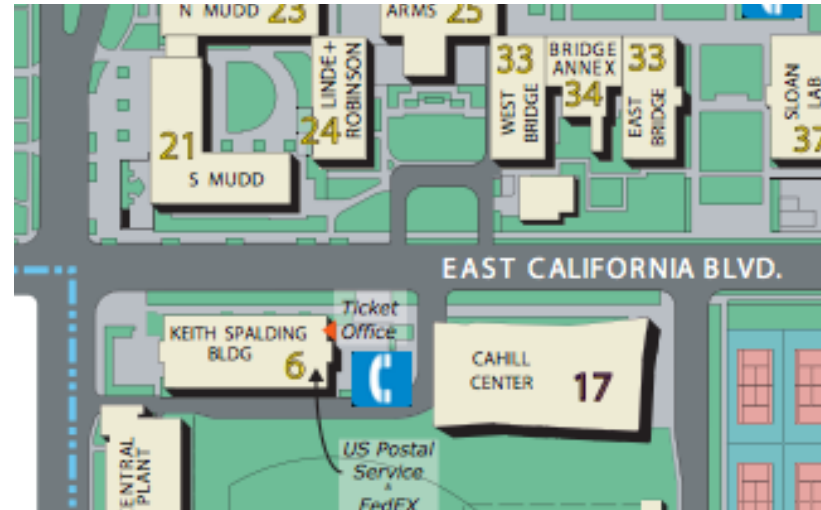 N MUDD 23
ARMS 25
LINDE+
ROBINSON
24
33
WEST
BRIDGE
BRIDGE
ANNEX
34
33
EAST
BRIDGE
SLOAN
LAB
37
21
S MUDD
EAST CALIFORNIA BLVD.
Ticket
Office
KEITH SPALDING
BLDG
6
CAHILL
CENTER
17
US Postal
Service
&
FedEX
ENTRAL
PLANT